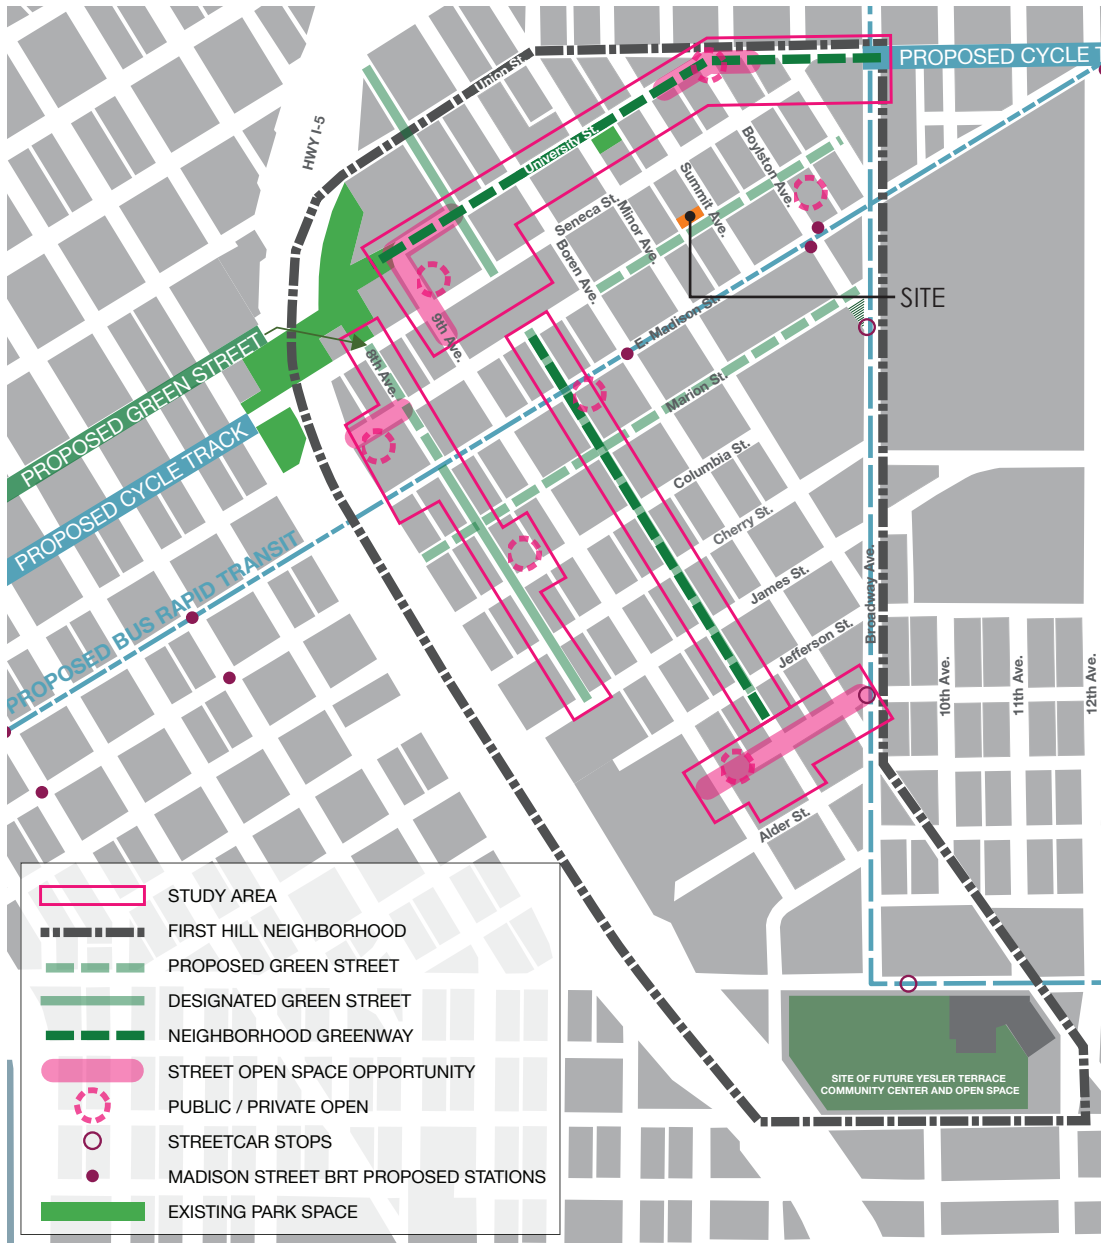 PROPOSED CYCLE T
Union St.
HWY I-5
University St.
Boylston Ave.
Summit Ave.
Seneca St.
Minor Ave.
Boren Ave.
SITE
E. Madison St.
9th Ave.
8th Ave.
PROPOSED GREEN STREET
Marion St.
PROPOSED CYCLE TRACK
Columbia St.
Cherry St.
PROPOSED BUS RAPID TRANSIT
James St.
Broadway Ave.
Jefferson St.
10th Ave.
11th Ave.
12th Ave.
Alder St.
STUDY AREA
FIRST HILL NEIGHBORHOOD
PROPOSED GREEN STREET
DESIGNATED GREEN STREET
NEIGHBORHOOD GREENWAY
STREET OPEN SPACE OPPORTUNITY
PUBLIC / PRIVATE OPEN
STREETCAR STOPS
MADISON STREET BRT PROPOSED STATIONS
EXISTING PARK SPACE
SITE OF FUTURE YESLER TERRACE
COMMUNITY CENTER AND OPEN SPACE